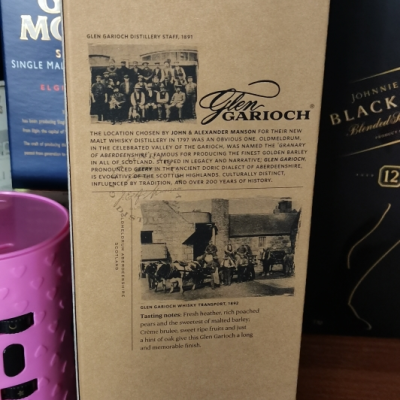 GLEN GARIOCH DISTILLERY STAFF, 1891
Glen
GARIOCH
THE LOCATION CHOSEN BY JOHN & ALEXANDER MANSON FOR THEIR NEW
MALT WHISKY DISTILLERY IN 1797 WAS AN OBVIOUS ONE. OLDMELDRUM,
IN THE CELEBRATED VALLEY OF THE GARIOCH, WAS NAMED THE 'GRANARY
OF ABERDEENSHIRE', FAMOUS FOR PRODUCING THE FINEST GOLDEN BARLEY
IN ALL OF SCOTLAND. STEEPED IN LEGACY AND NARRATIVE, GLEN GARIOCH,
PRONOUNCED GEERY IN THE ANCIENT DORIC DIALECT OF ABERDEENSHIRE,
IS EVOCATIVE OF THE SCOTTISH HIGHLANDS, CULTURALLY DISTINCT,
INFLUENCED BY TRADITION, AND OVER 200 YEARS OF HISTORY.
SCOTLAND
GLEN GARIOCH WHISKY TRANSPORT, 1892
Tasting notes: Fresh heather, rich poached
pears and the sweetest of malted barley;
Crème brulee, sweet ripe fruits and just
a hint of oak give this Glen Garioch a long
and memorable finish.
SINGLE MAL
JOHNNIE
BLACK
Blended
AGED 12